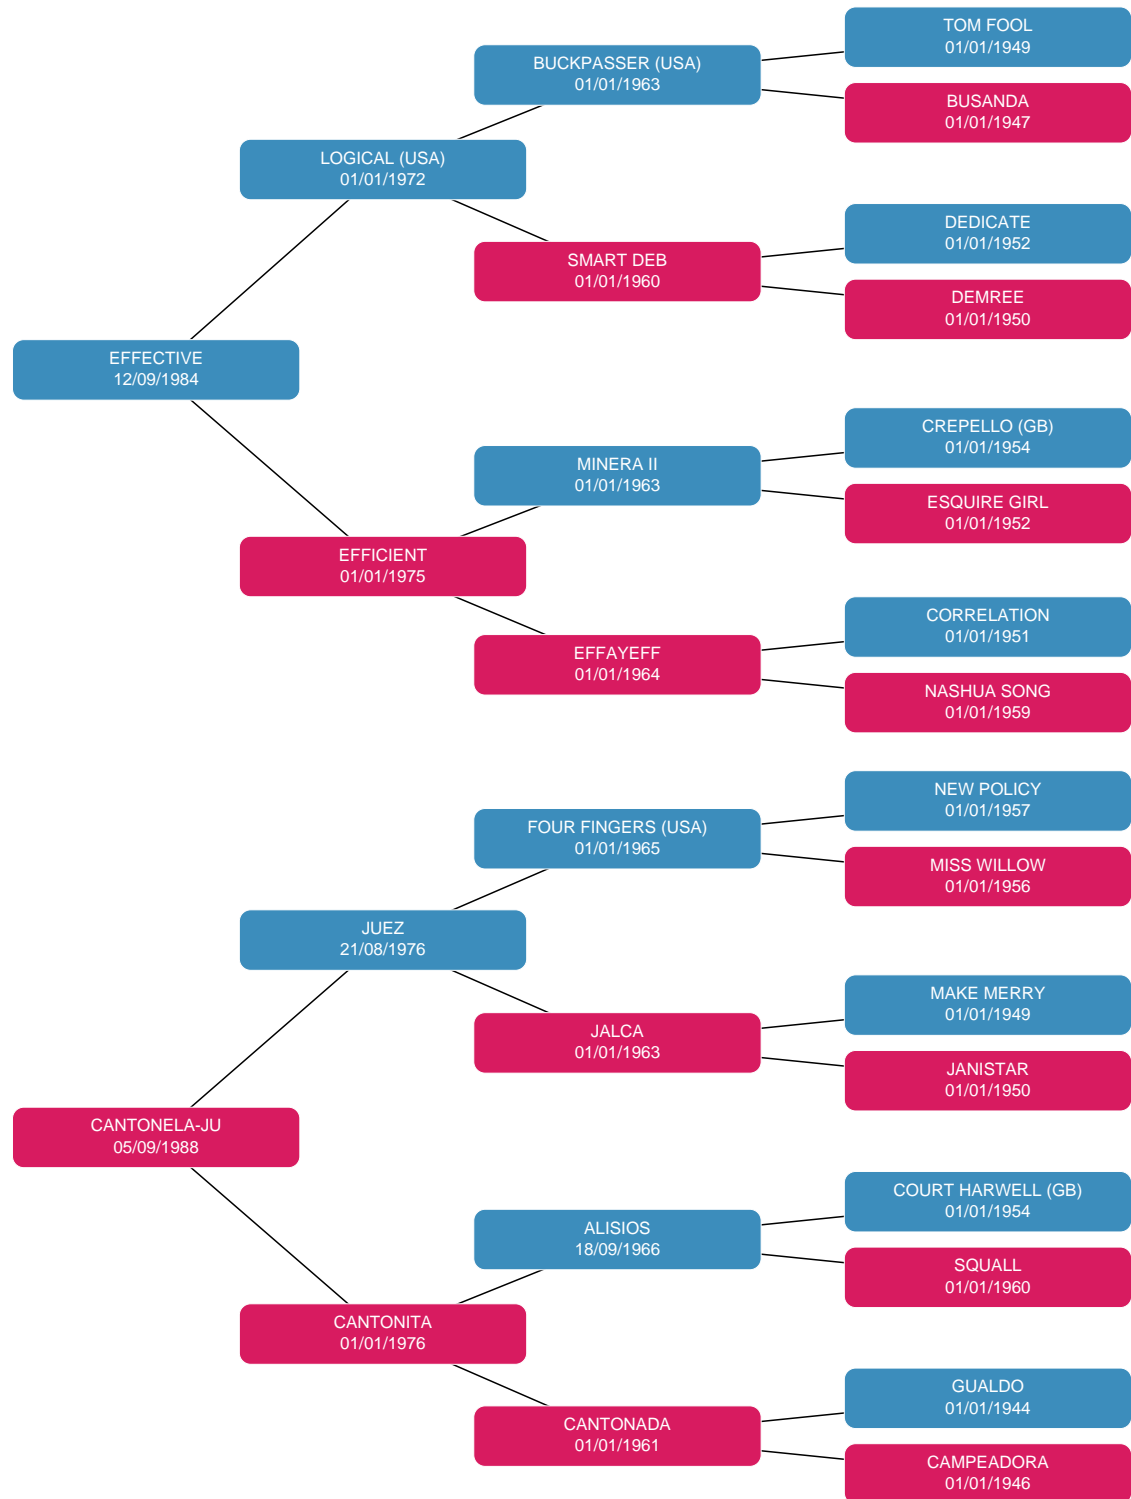 TOM FOOL
01/01/1949
BUCKPASSER (USA)
01/01/1963
BUSANDA
01/01/1947
LOGICAL (USA)
01/01/1972
DEDICATE
01/01/1952
SMART DEB
01/01/1960
DEMREE
01/01/1950
EFFECTIVE
12/09/1984
CREPELLO (GB)
01/01/1954
MINERA II
01/01/1963
ESQUIRE GIRL
01/01/1952
EFFICIENT
01/01/1975
CORRELATION
01/01/1951
EFFAYEFF
01/01/1964
NASHUA SONG
01/01/1959
NEW POLICY
01/01/1957
FOUR FINGERS (USA)
01/01/1965
MISS WILLOW
01/01/1956
JUEZ
21/08/1976
MAKE MERRY
01/01/1949
JALCA
01/01/1963
JANISTAR
01/01/1950
CANTONELA-JU
05/09/1988
COURT HARWELL (GB)
01/01/1954
ALISIOS
18/09/1966
SQUALL
01/01/1960
CANTONITA
01/01/1976
GUALDO
01/01/1944
CANTONADA
01/01/1961
CAMPEADORA
01/01/1946